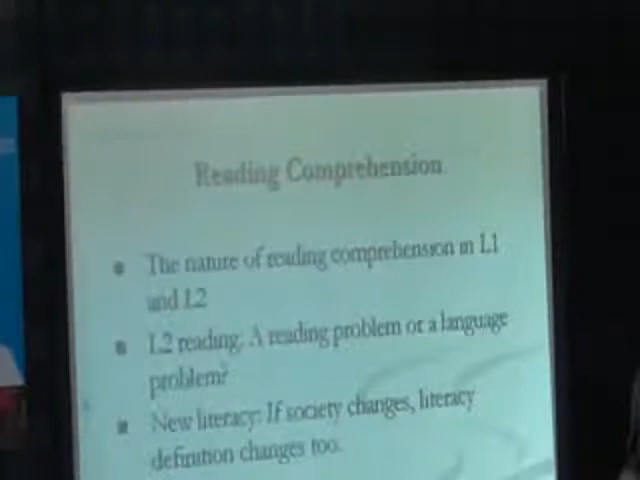 Reading Comprehension
The nature of reading comprehension in L1
and L2
L2 reading. A reading problem or a language
problem?
New literacy: If society changes, literacy
definition changes too.